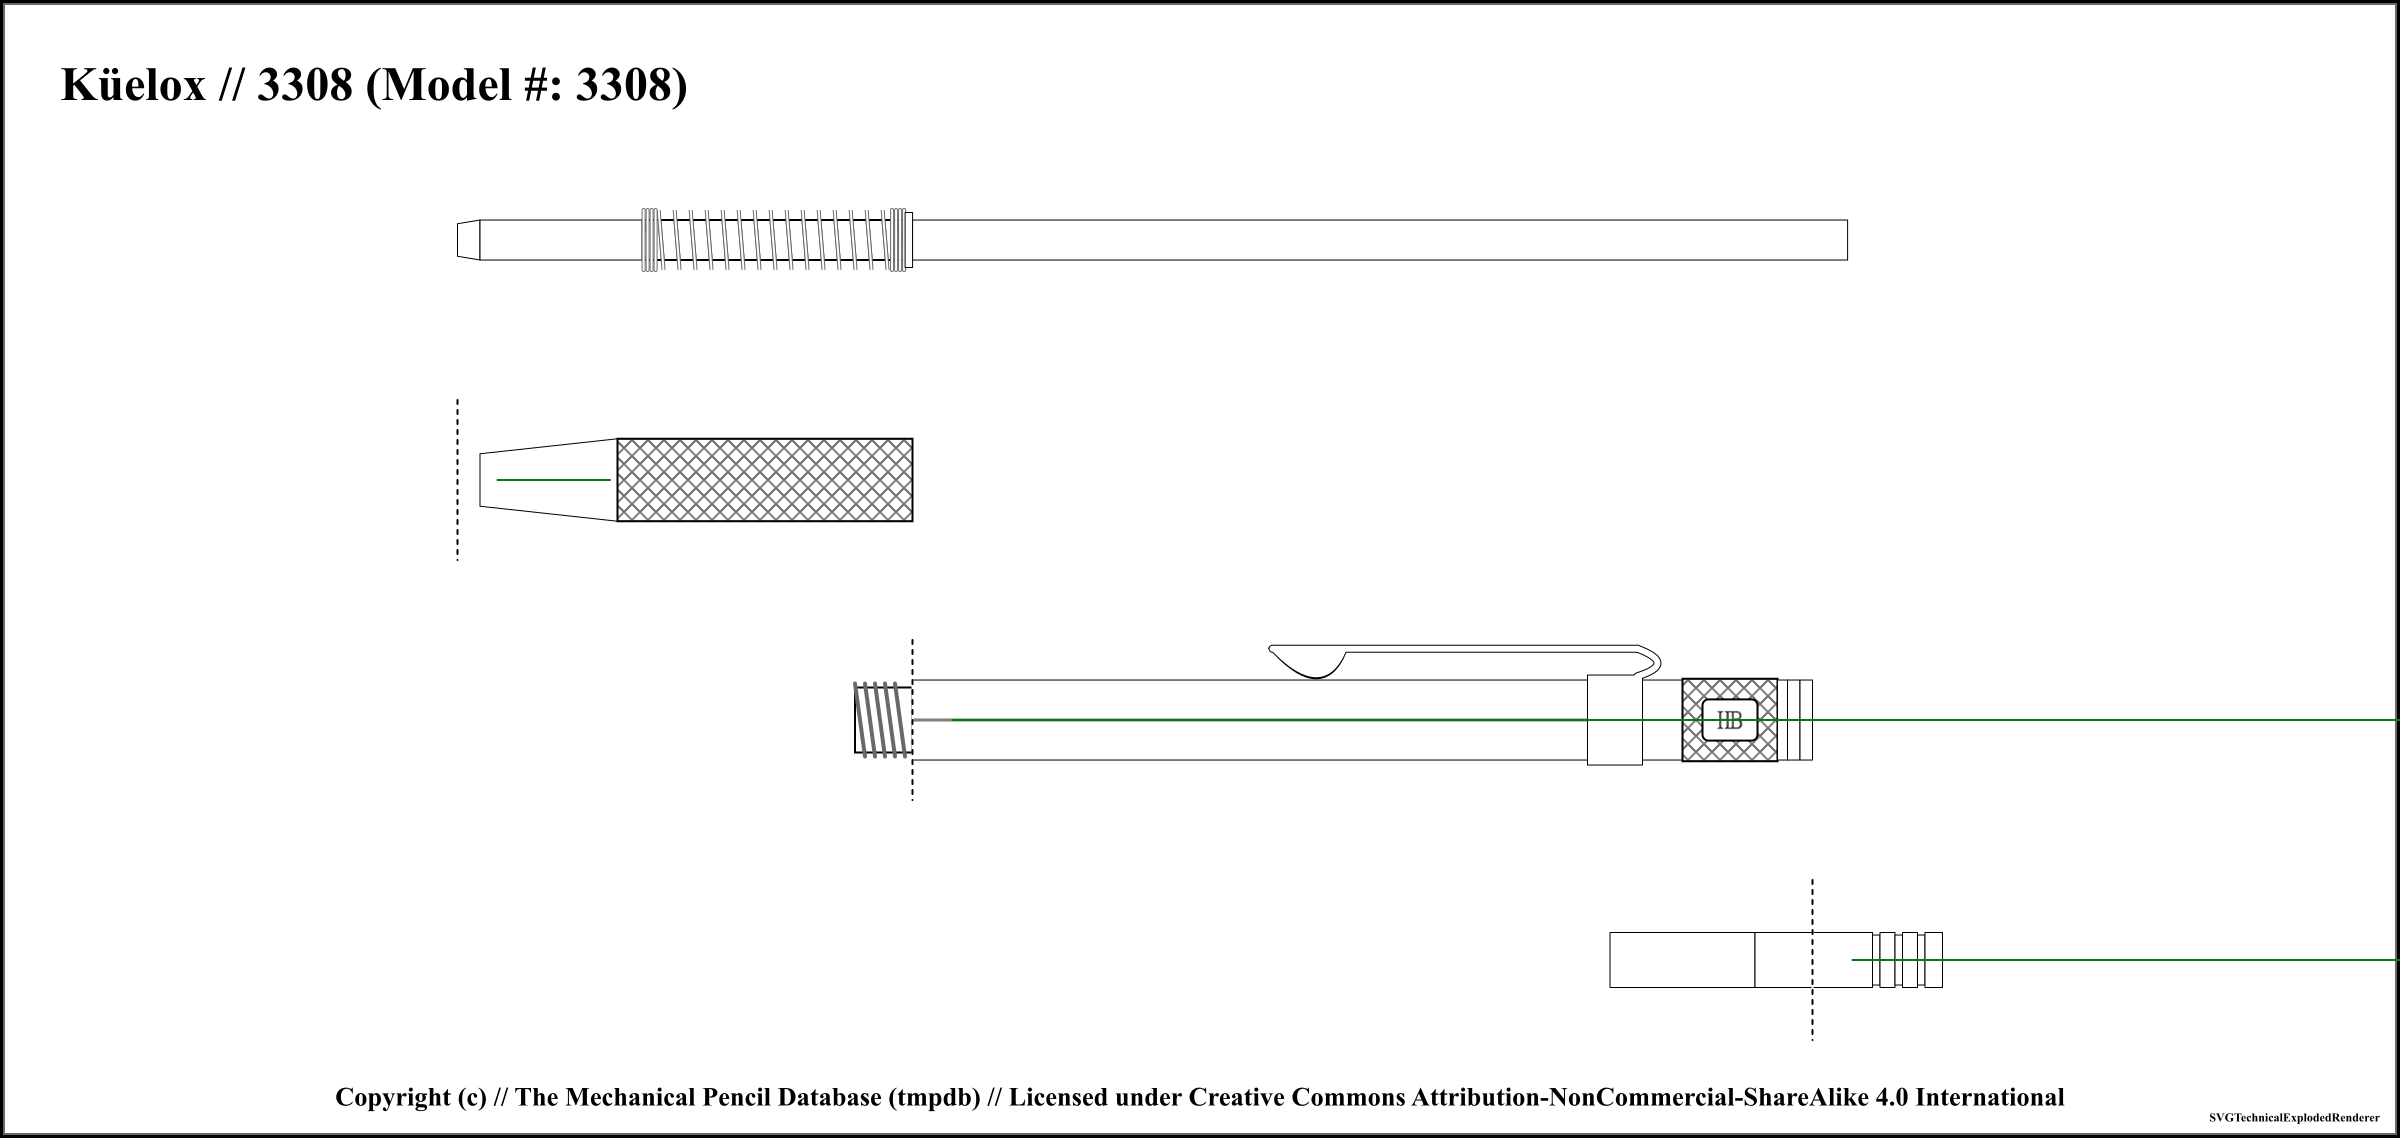 Küelox // 3308 (Model #: 3308)
HB
Copyright (c) // The Mechanical Pencil Database (tmpdb) // Licensed under Creative Commons Attribution-NonCommercial-ShareAlike 4.0 International
SVGTechnicalExplodedRenderer